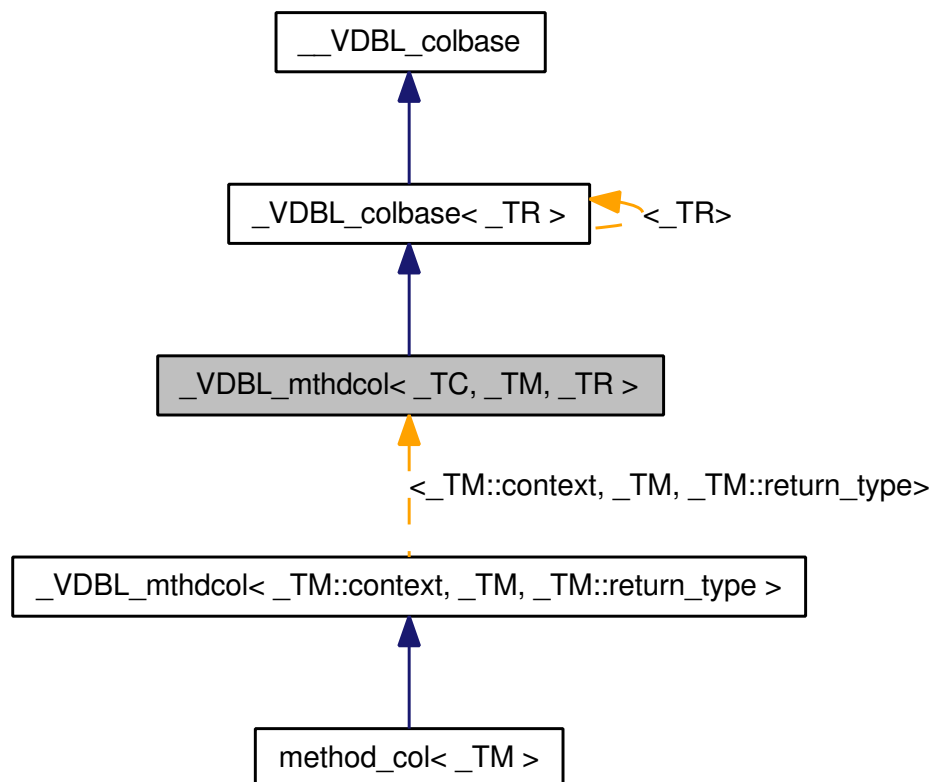 __VDBL_colbase
_VDBL_colbase< _TR >
<_TR>
_VDBL_mthdcol< _TC, _TM, _TR >
<_TM::context, _TM, _TM::return_type>
_VDBL_mthdcol< _TM::context, _TM, _TM::return_type >
method_col< _TM >